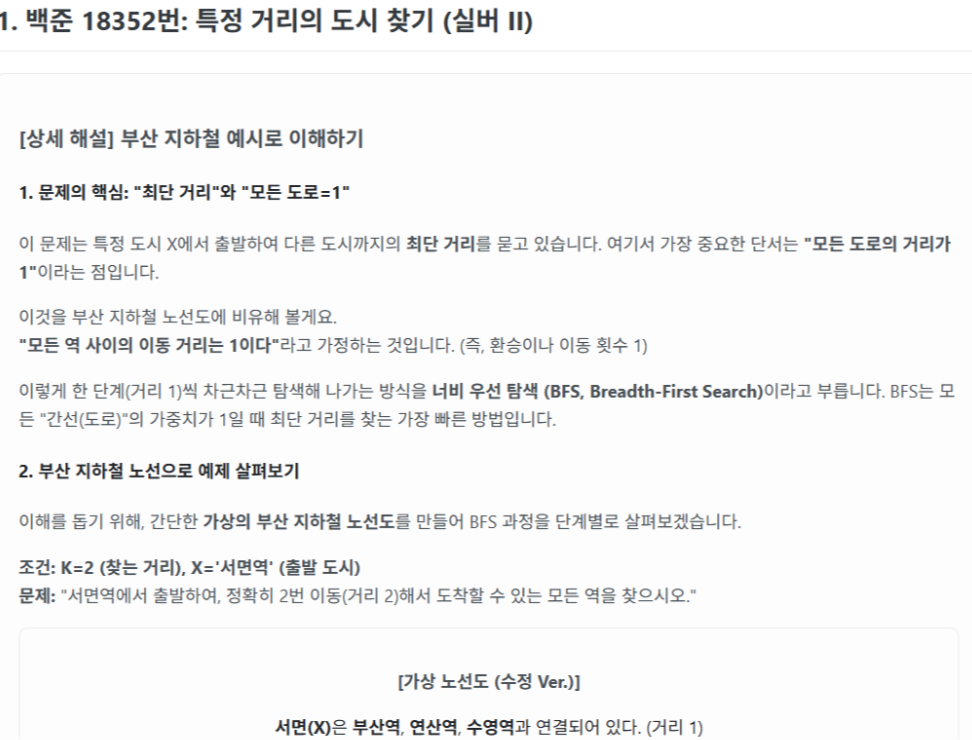 1. 백준 18352번: 특정 거리의 도시 찾기 (실버 II)
[상세 해설] 부산 지하철 예시로 이해하기
1. 문제의 핵심: "최단 거리"와 "모든 도로=1"
이 문제는 특정 도시 X에서 출발하여 다른 도시까지의 최단 거리를 묻고 있습니다. 여기서 가장 중요한 단서는 "모든 도로의 거리가
1"이라는 점입니다.
이것을 부산 지하철 노선도에 비유해 볼게요.
"모든 역 사이의 이동 거리는 1이다"라고 가정하는 것입니다. (즉, 환승이나 이동 횟수 1)
이렇게 한 단계(거리 1)씩 차근차근 탐색해 나가는 방식을 너비 우선 탐색 (BFS, Breadth-First Search)이라고 부릅니다. BFS는 모
든 "간선(도로)"의 가중치가 1일 때 최단 거리를 찾는 가장 빠른 방법입니다.
2. 부산 지하철 노선으로 예제 살펴보기
이해를 돕기 위해, 간단한 가상의 부산 지하철 노선도를 만들어 BFS 과정을 단계별로 살펴보겠습니다.
조건: K=2 (찾는 거리), X='서면역' (출발 도시)
문제: "서면역에서 출발하여, 정확히 2번 이동(거리 2)해서 도착할 수 있는 모든 역을 찾으시오."
[가상 노선도 (수정 Ver.)]
서면(X)은 부산역, 연산역, 수영역과 연결되어 있다. (거리 1)